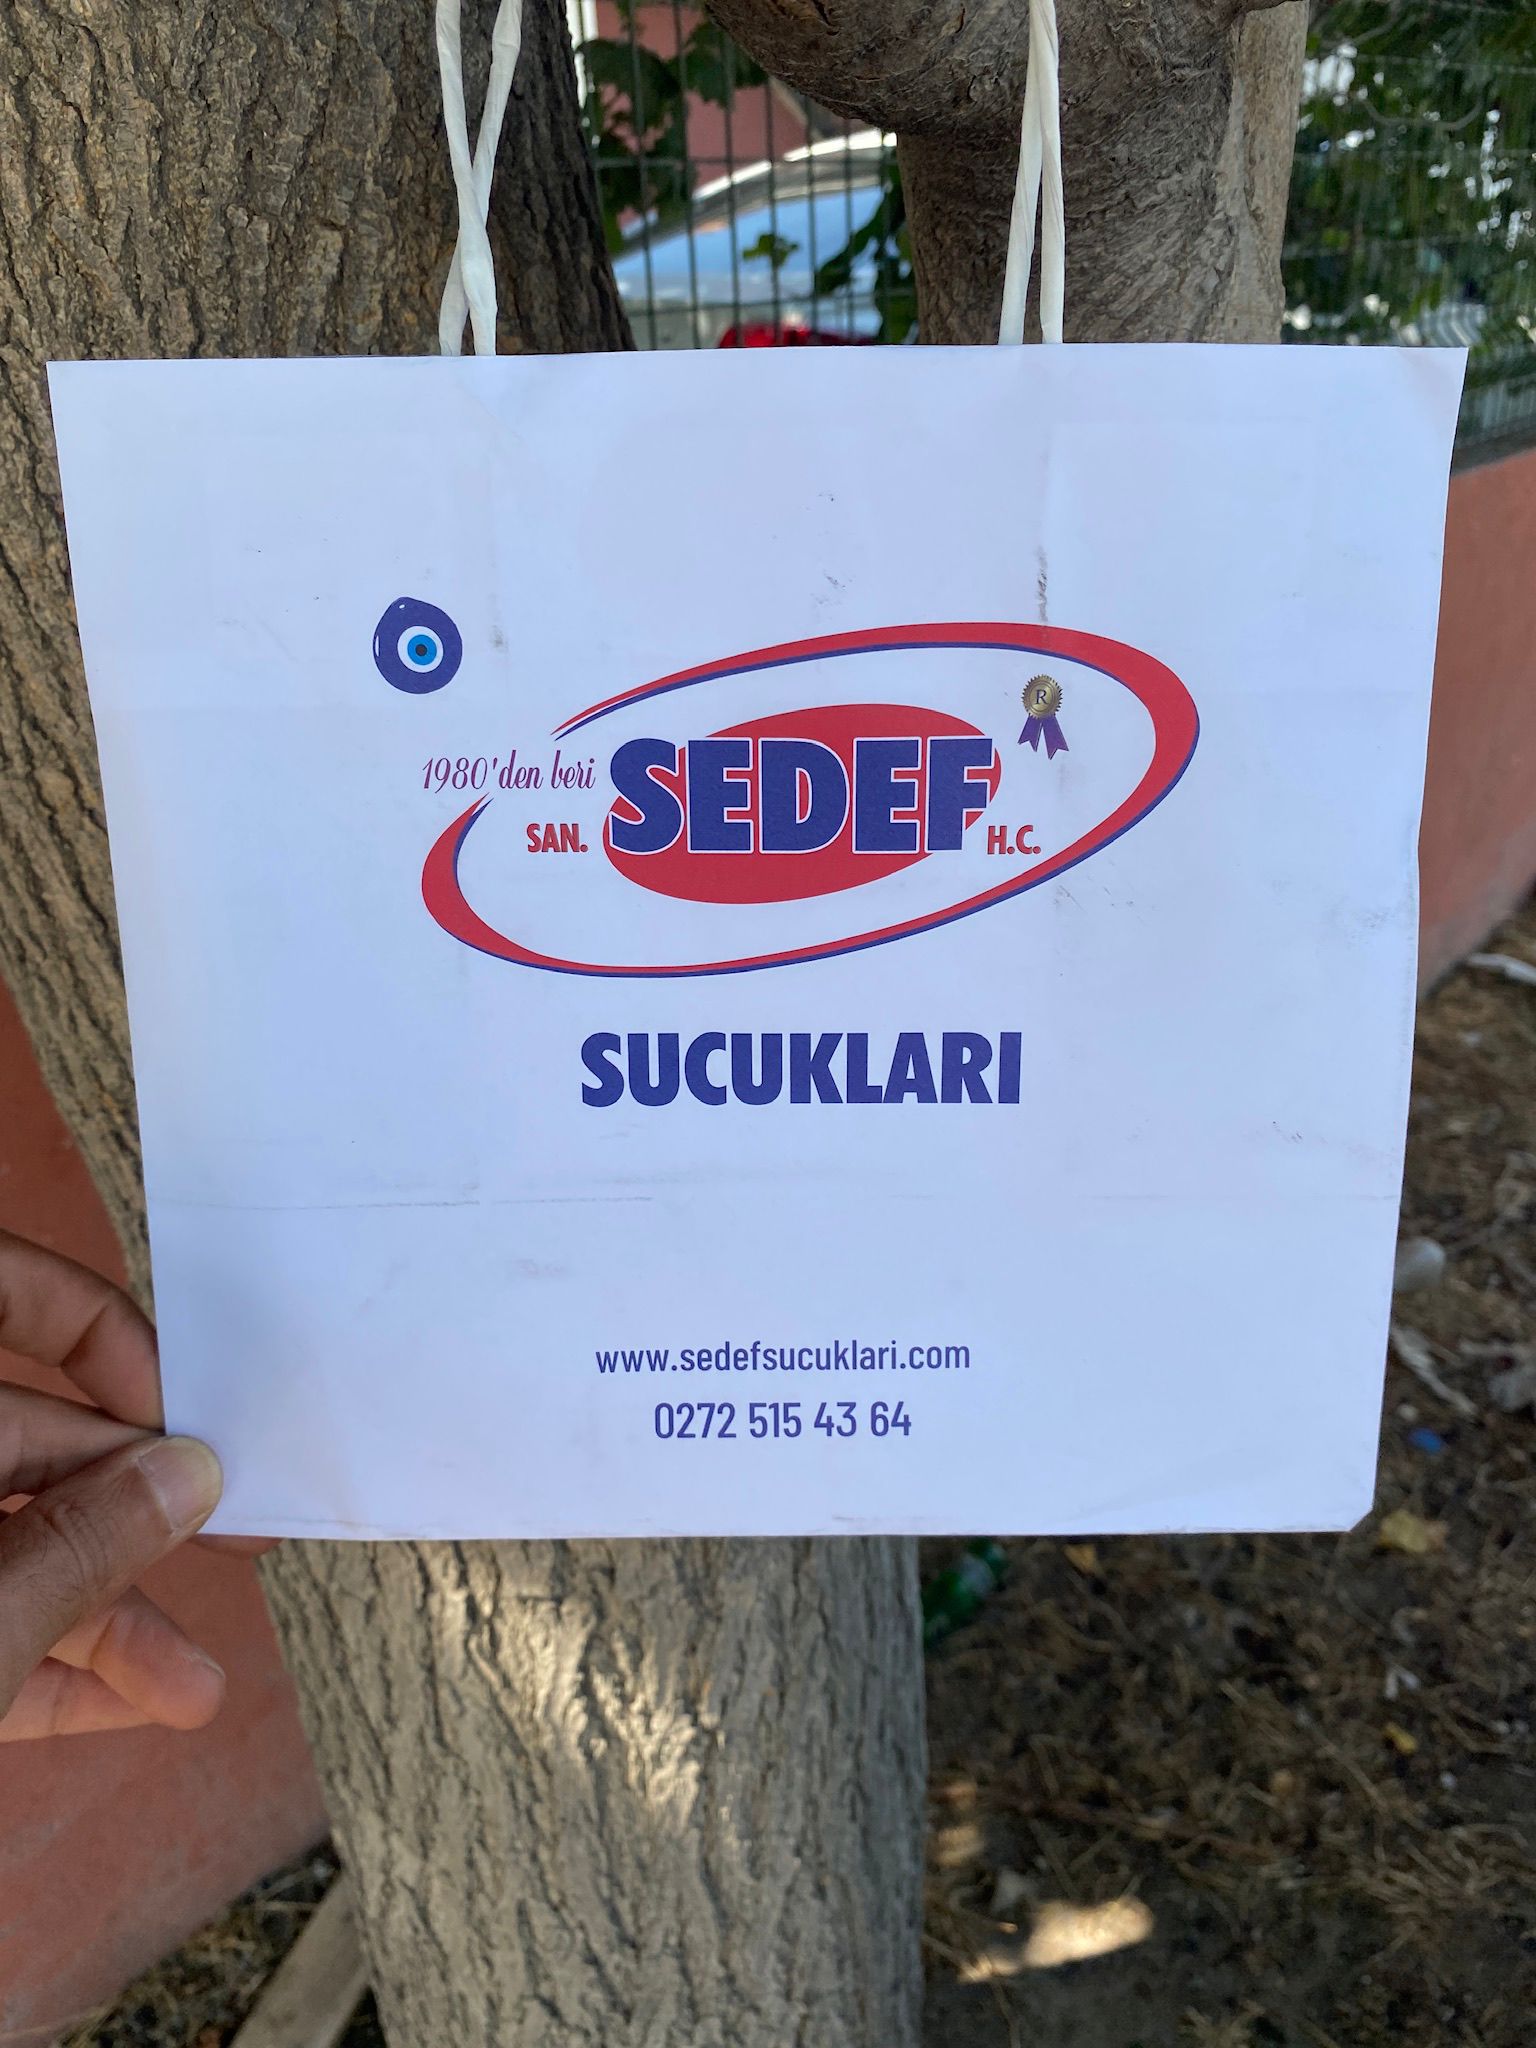 1980'den beri
SAN. SEDEF H.C.
R
SUCUKLARI
www.sedefsucuklari.com
0272 515 43 64